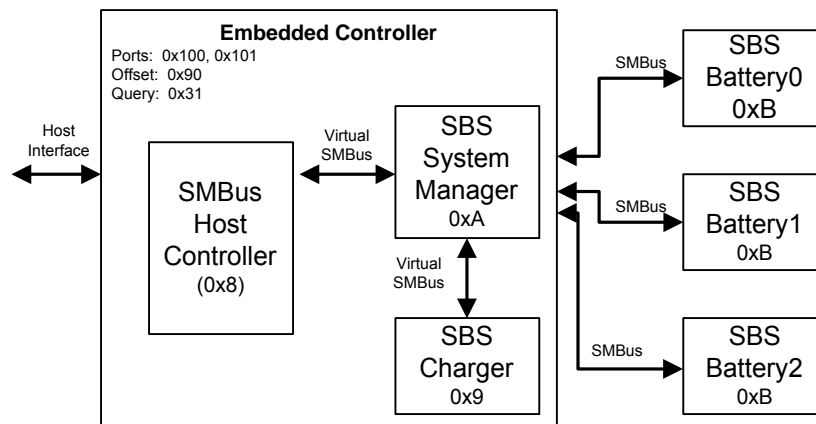 Embedded Controller
Ports: 0x100, 0x101
Offset: 0x90
Query: 0x31
Host
Interface
SMBus
Host
Controller
(0x8)
Virtual
SMBus
SBS
System
Manager
0xA
Virtual
SMBus
SBS
Charger
0x9
SMBus
SBS
Battery0
0xB
SMBus
SBS
Battery1
0xB
SMBus
SBS
Battery2
0xB